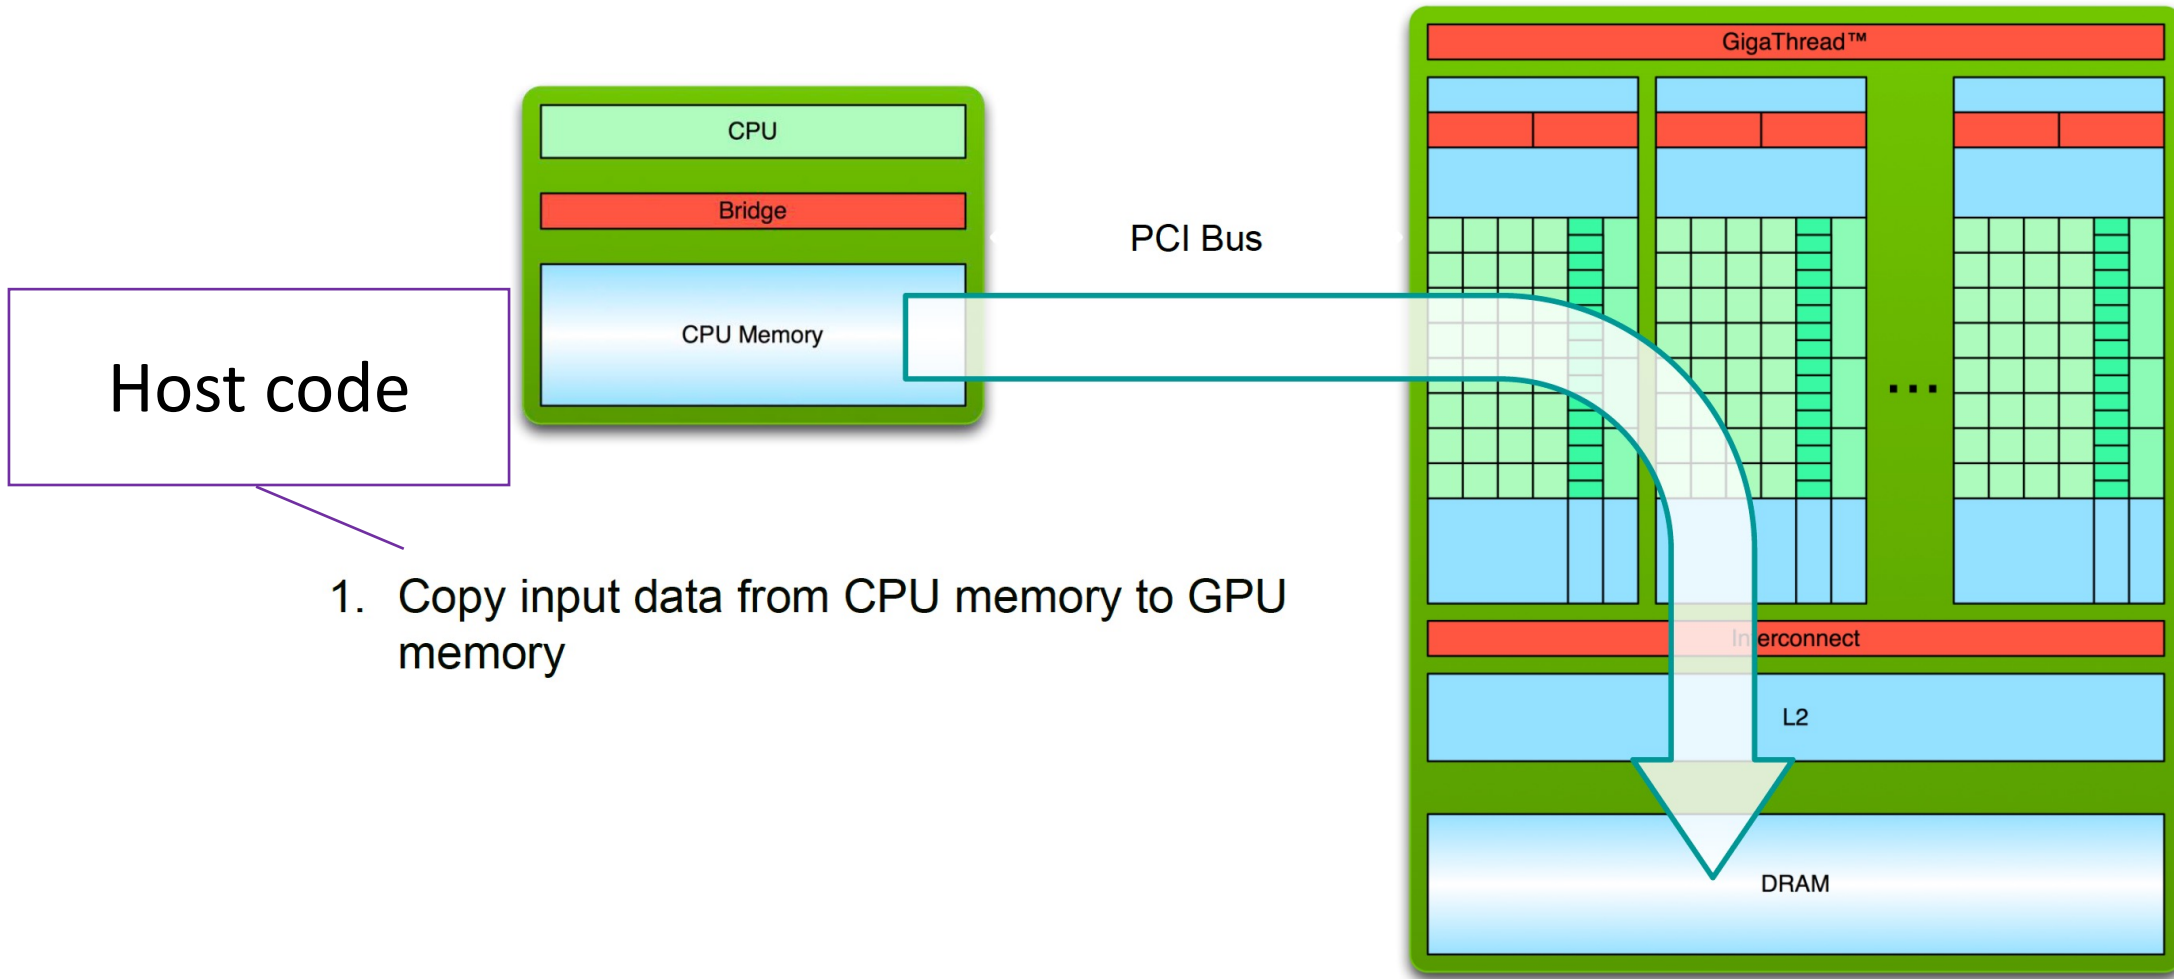 GigaThread™
CPU
Bridge
PCI Bus
CPU Memory
Host code
...
1. Copy input data from CPU memory to GPU
memory
Interconnect
L2
DRAM